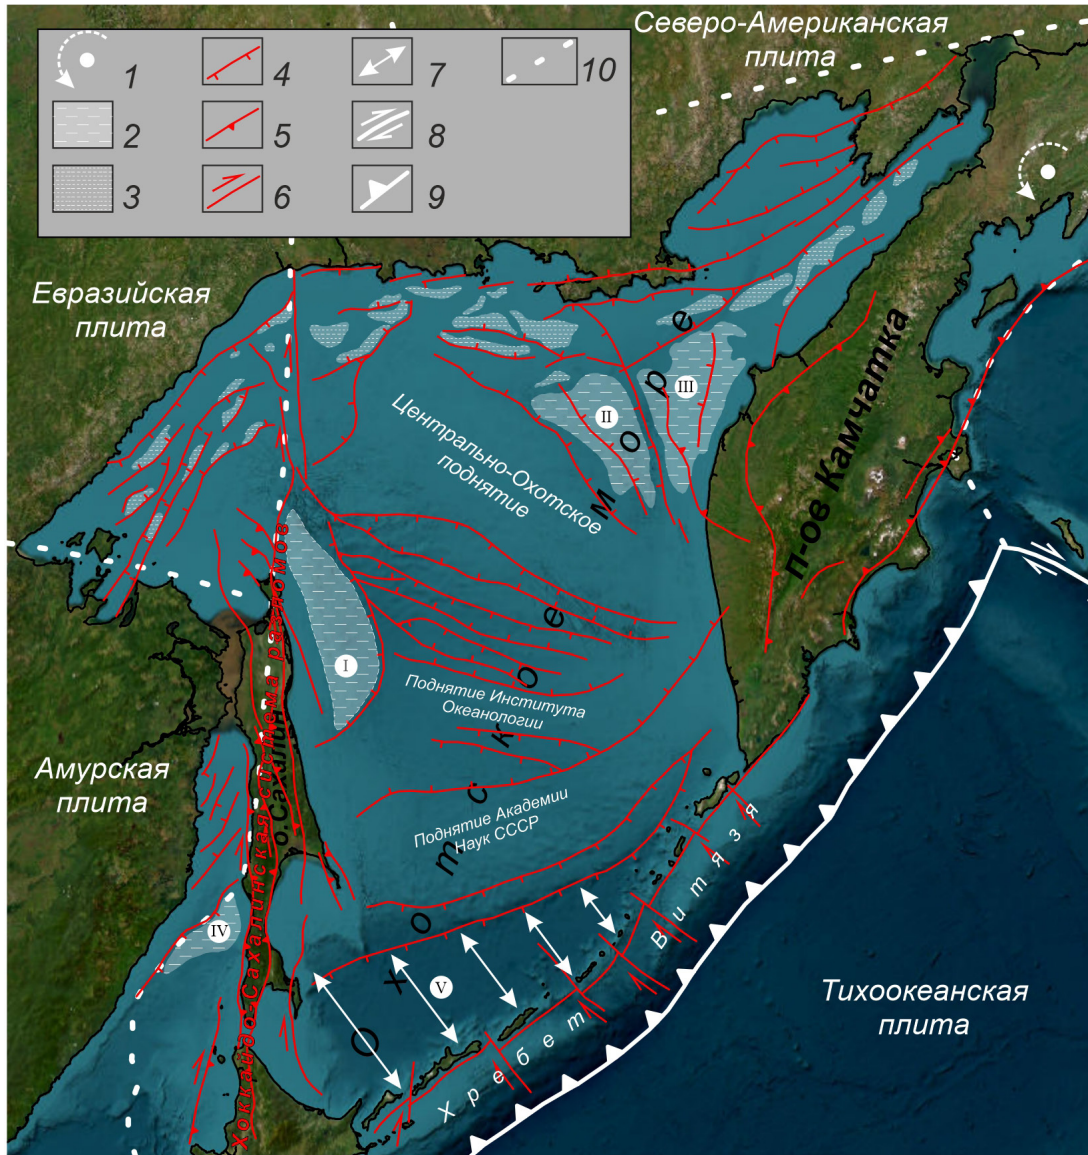 Северо-Американская
плита
1
2
3
4
5
6
7
8
9
10
Евразийская
плита
Амурская
плита
Тихоокеанская
плита
Охотское море
п-ов Камчатка
о.Сахалин
Хоккайдо-Сахалинская система разломов
Центрально-Охотское
поднятие
Поднятие Института
Океанологии
Поднятие Академии
Наук СССР
Хребет Витязя
I
II
III
IV
V